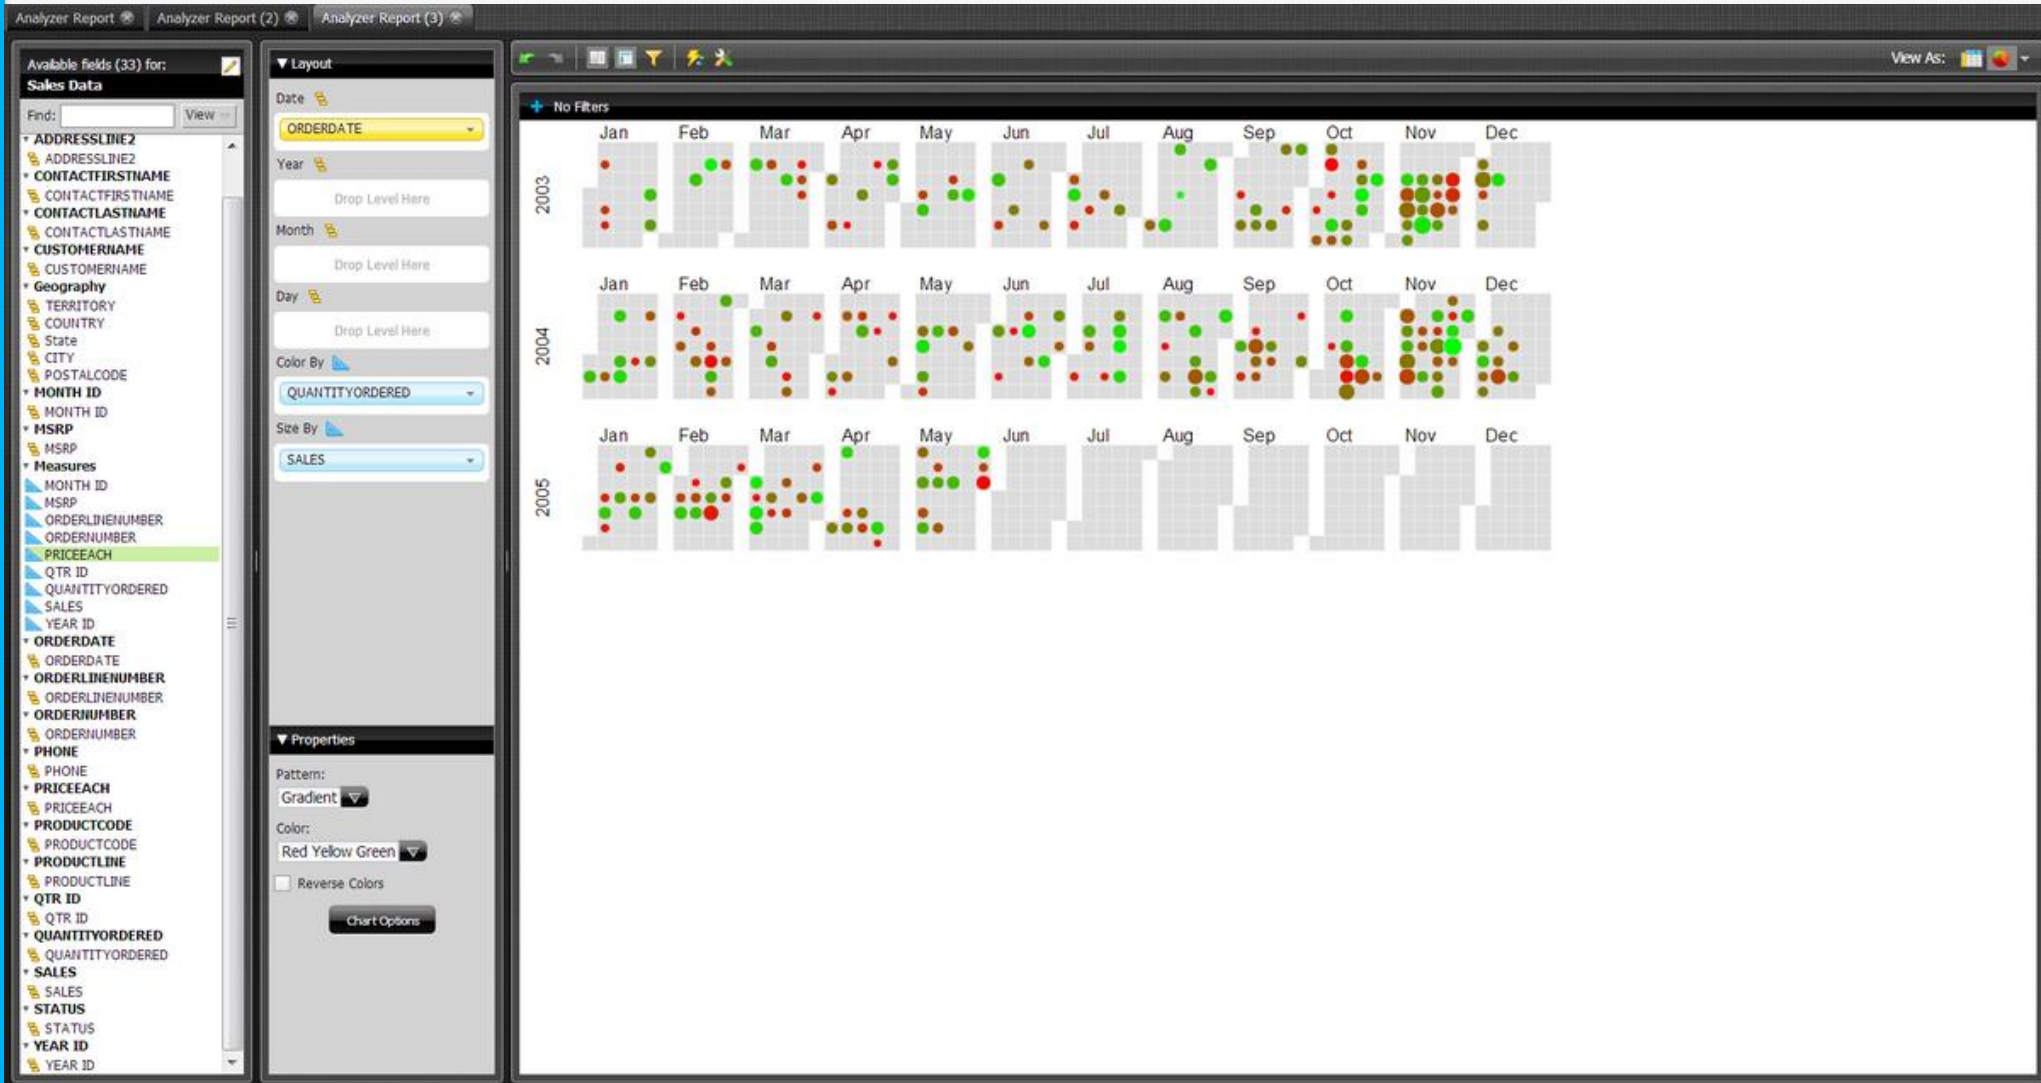 Analyzer Report
Analyzer Report (2)
Analyzer Report (3)
Available fields (33) for:
Sales Data
Find:
View
ADDRESSLINE2
ADDRESSLINE2
CONTACTFIRSTNAME
CONTACTFIRSTNAME
CONTACTLASTNAME
CONTACTLASTNAME
CUSTOMERNAME
CUSTOMERNAME
Geography
TERRITORY
COUNTRY
State
CITY
POSTALCODE
MONTH ID
MONTH ID
MSRP
MSRP
Measures
MONTH ID
MSRP
ORDERLINENUMBER
ORDERNUMBER
PRICEEACH
QTR ID
QUANTITYORDERED
SALES
YEAR ID
ORDERDATE
ORDERDATE
ORDERLINENUMBER
ORDERLINENUMBER
ORDERNUMBER
ORDERNUMBER
PHONE
PHONE
PRICEEACH
PRICEEACH
PRODUCTCODE
PRODUCTCODE
PRODUCTLINE
PRODUCTLINE
QTR ID
QTR ID
QUANTITYORDERED
QUANTITYORDERED
SALES
SALES
STATUS
STATUS
YEAR ID
YEAR ID
Layout
Date
ORDERDATE
Year
Drop Level Here
Month
Drop Level Here
Day
Drop Level Here
Color By
QUANTITYORDERED
Size By
SALES
Properties
Pattern:
Gradient
Color:
Red Yellow Green
Reverse Colors
Chart Options
View As:
No Filters
Jan Feb Mar Apr May Jun Jul Aug Sep Oct Nov Dec
2003
Jan Feb Mar Apr May Jun Jul Aug Sep Oct Nov Dec
2004
Jan Feb Mar Apr May Jun Jul Aug Sep Oct Nov Dec
2005